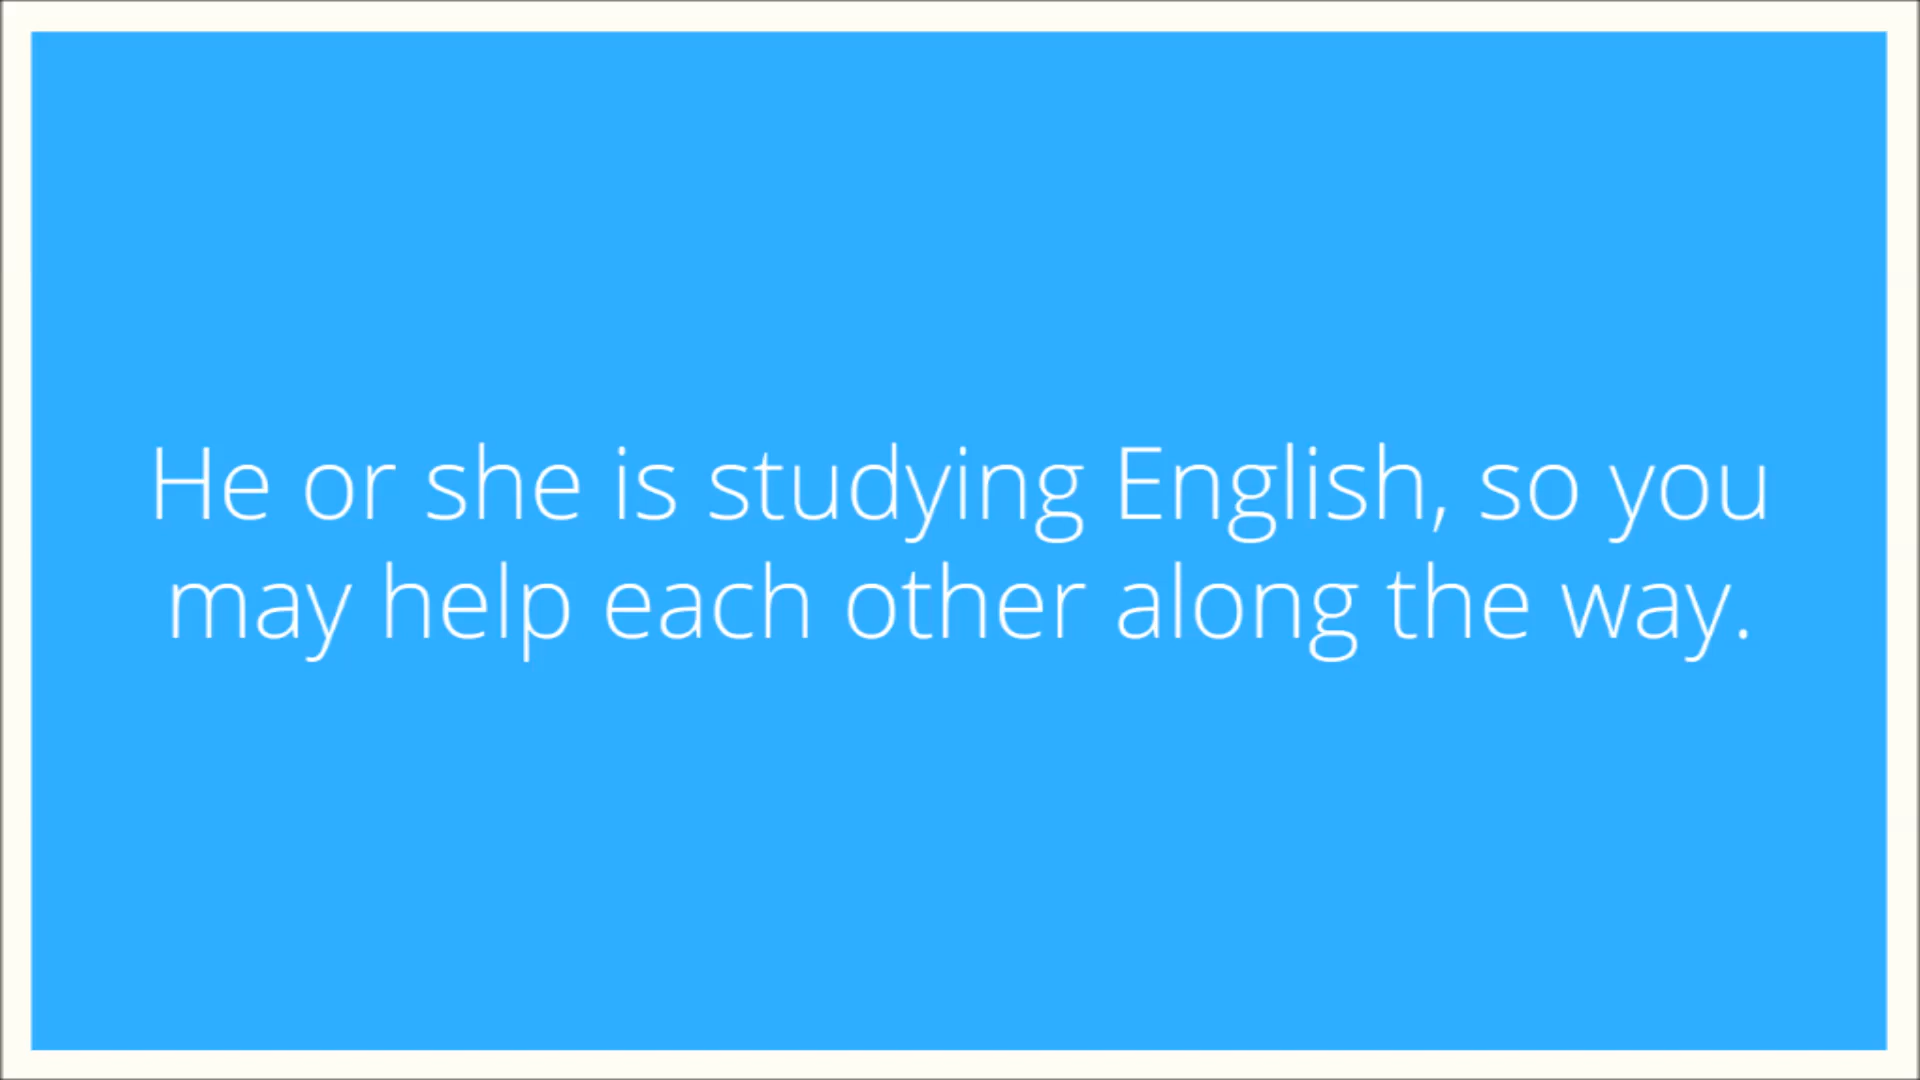 He or she is studying English, so you
may help each other along the way.